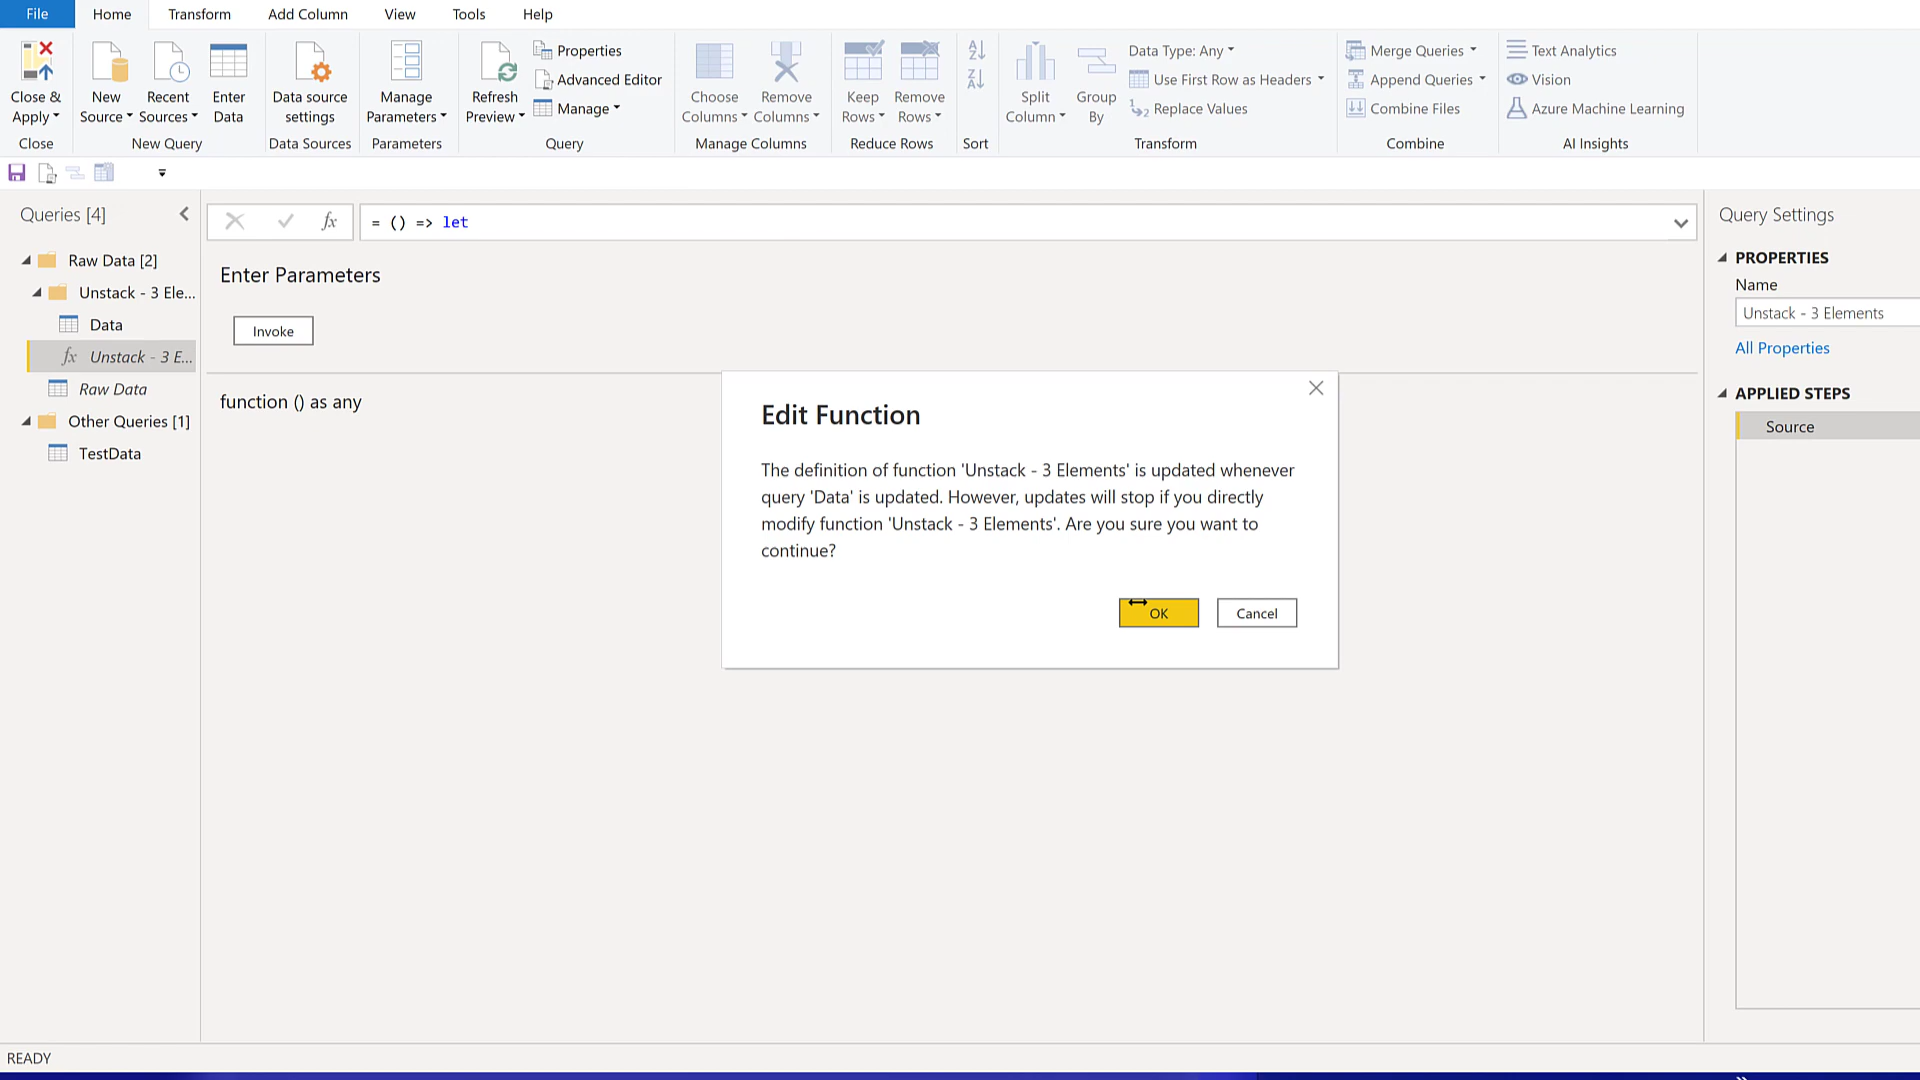 File Home Transform Add Column View Tools Help
Close & Apply
New Source
Recent Sources
Enter Data
Data source settings
Manage Parameters
Refresh Preview
Properties
Advanced Editor
Manage
Choose Columns
Remove Columns
Keep Rows
Remove Rows
Split Column
Group By
Data Type: Any
Use First Row as Headers
Replace Values
Merge Queries
Append Queries
Combine Files
Text Analytics
Vision
Azure Machine Learning
Close New Query Data Sources Parameters Query Manage Columns Reduce Rows Sort Transform Combine AI Insights
Queries [4]
Raw Data [2]
Unstack - 3 Ele...
Data
fx Unstack - 3 E...
Raw Data
Other Queries [1]
TestData
fx = () => let
Enter Parameters
Invoke
function () as any
Edit Function
The definition of function 'Unstack - 3 Elements' is updated whenever
query 'Data' is updated. However, updates will stop if you directly
modify function 'Unstack - 3 Elements'. Are you sure you want to
continue?
OK Cancel
Query Settings
PROPERTIES
Name
Unstack - 3 Elements
All Properties
APPLIED STEPS
Source
READY